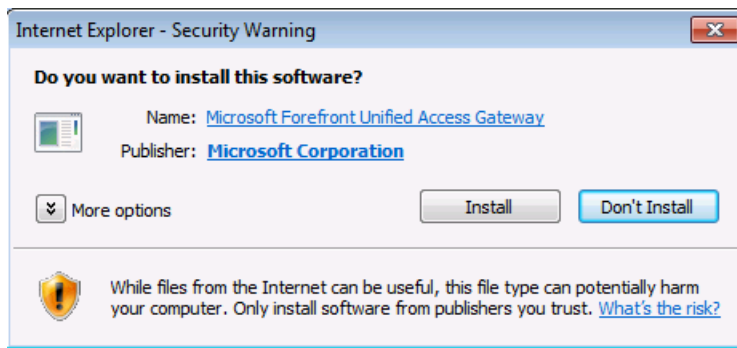 Internet Explorer - Security Warning
Do you want to install this software?
Name: Microsoft Forefront Unified Access Gateway
Publisher: Microsoft Corporation
More options
Install
Don't Install
While files from the Internet can be useful, this file type can potentially harm
your computer. Only install software from publishers you trust. What's the risk?